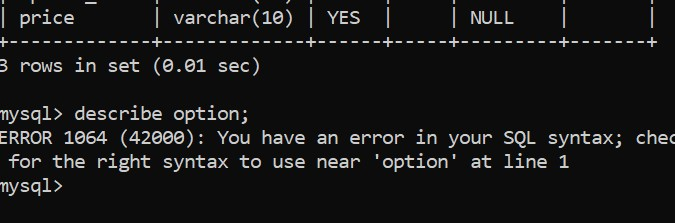 | price | varchar(10) | YES | | NULL | |
+-------------+-------------+------+-----+---------+-------+
3 rows in set (0.01 sec)
mysql> describe option;
ERROR 1064 (42000): You have an error in your SQL syntax;
for the right syntax to use near 'option' at line 1
mysql>